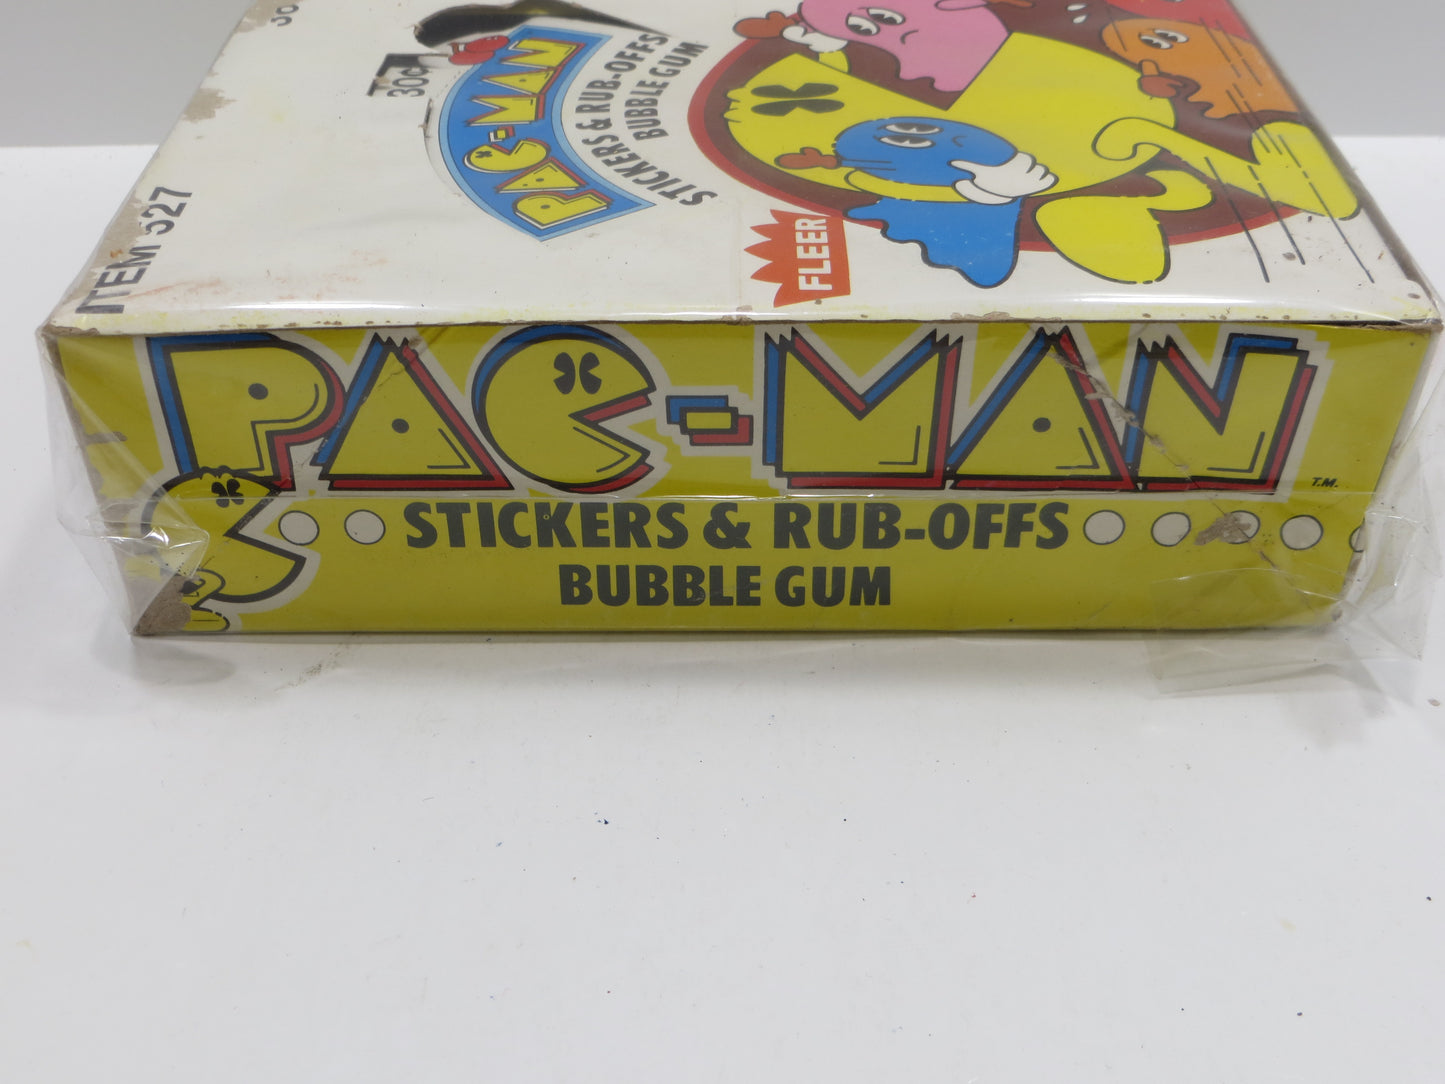 30¢
PAC-MAN
STICKERS & RUB-OFFS
BUBBLE GUM
FLEER
ITEM 527
PAC-MAN
T.M.
STICKERS & RUB-OFFS
BUBBLE GUM